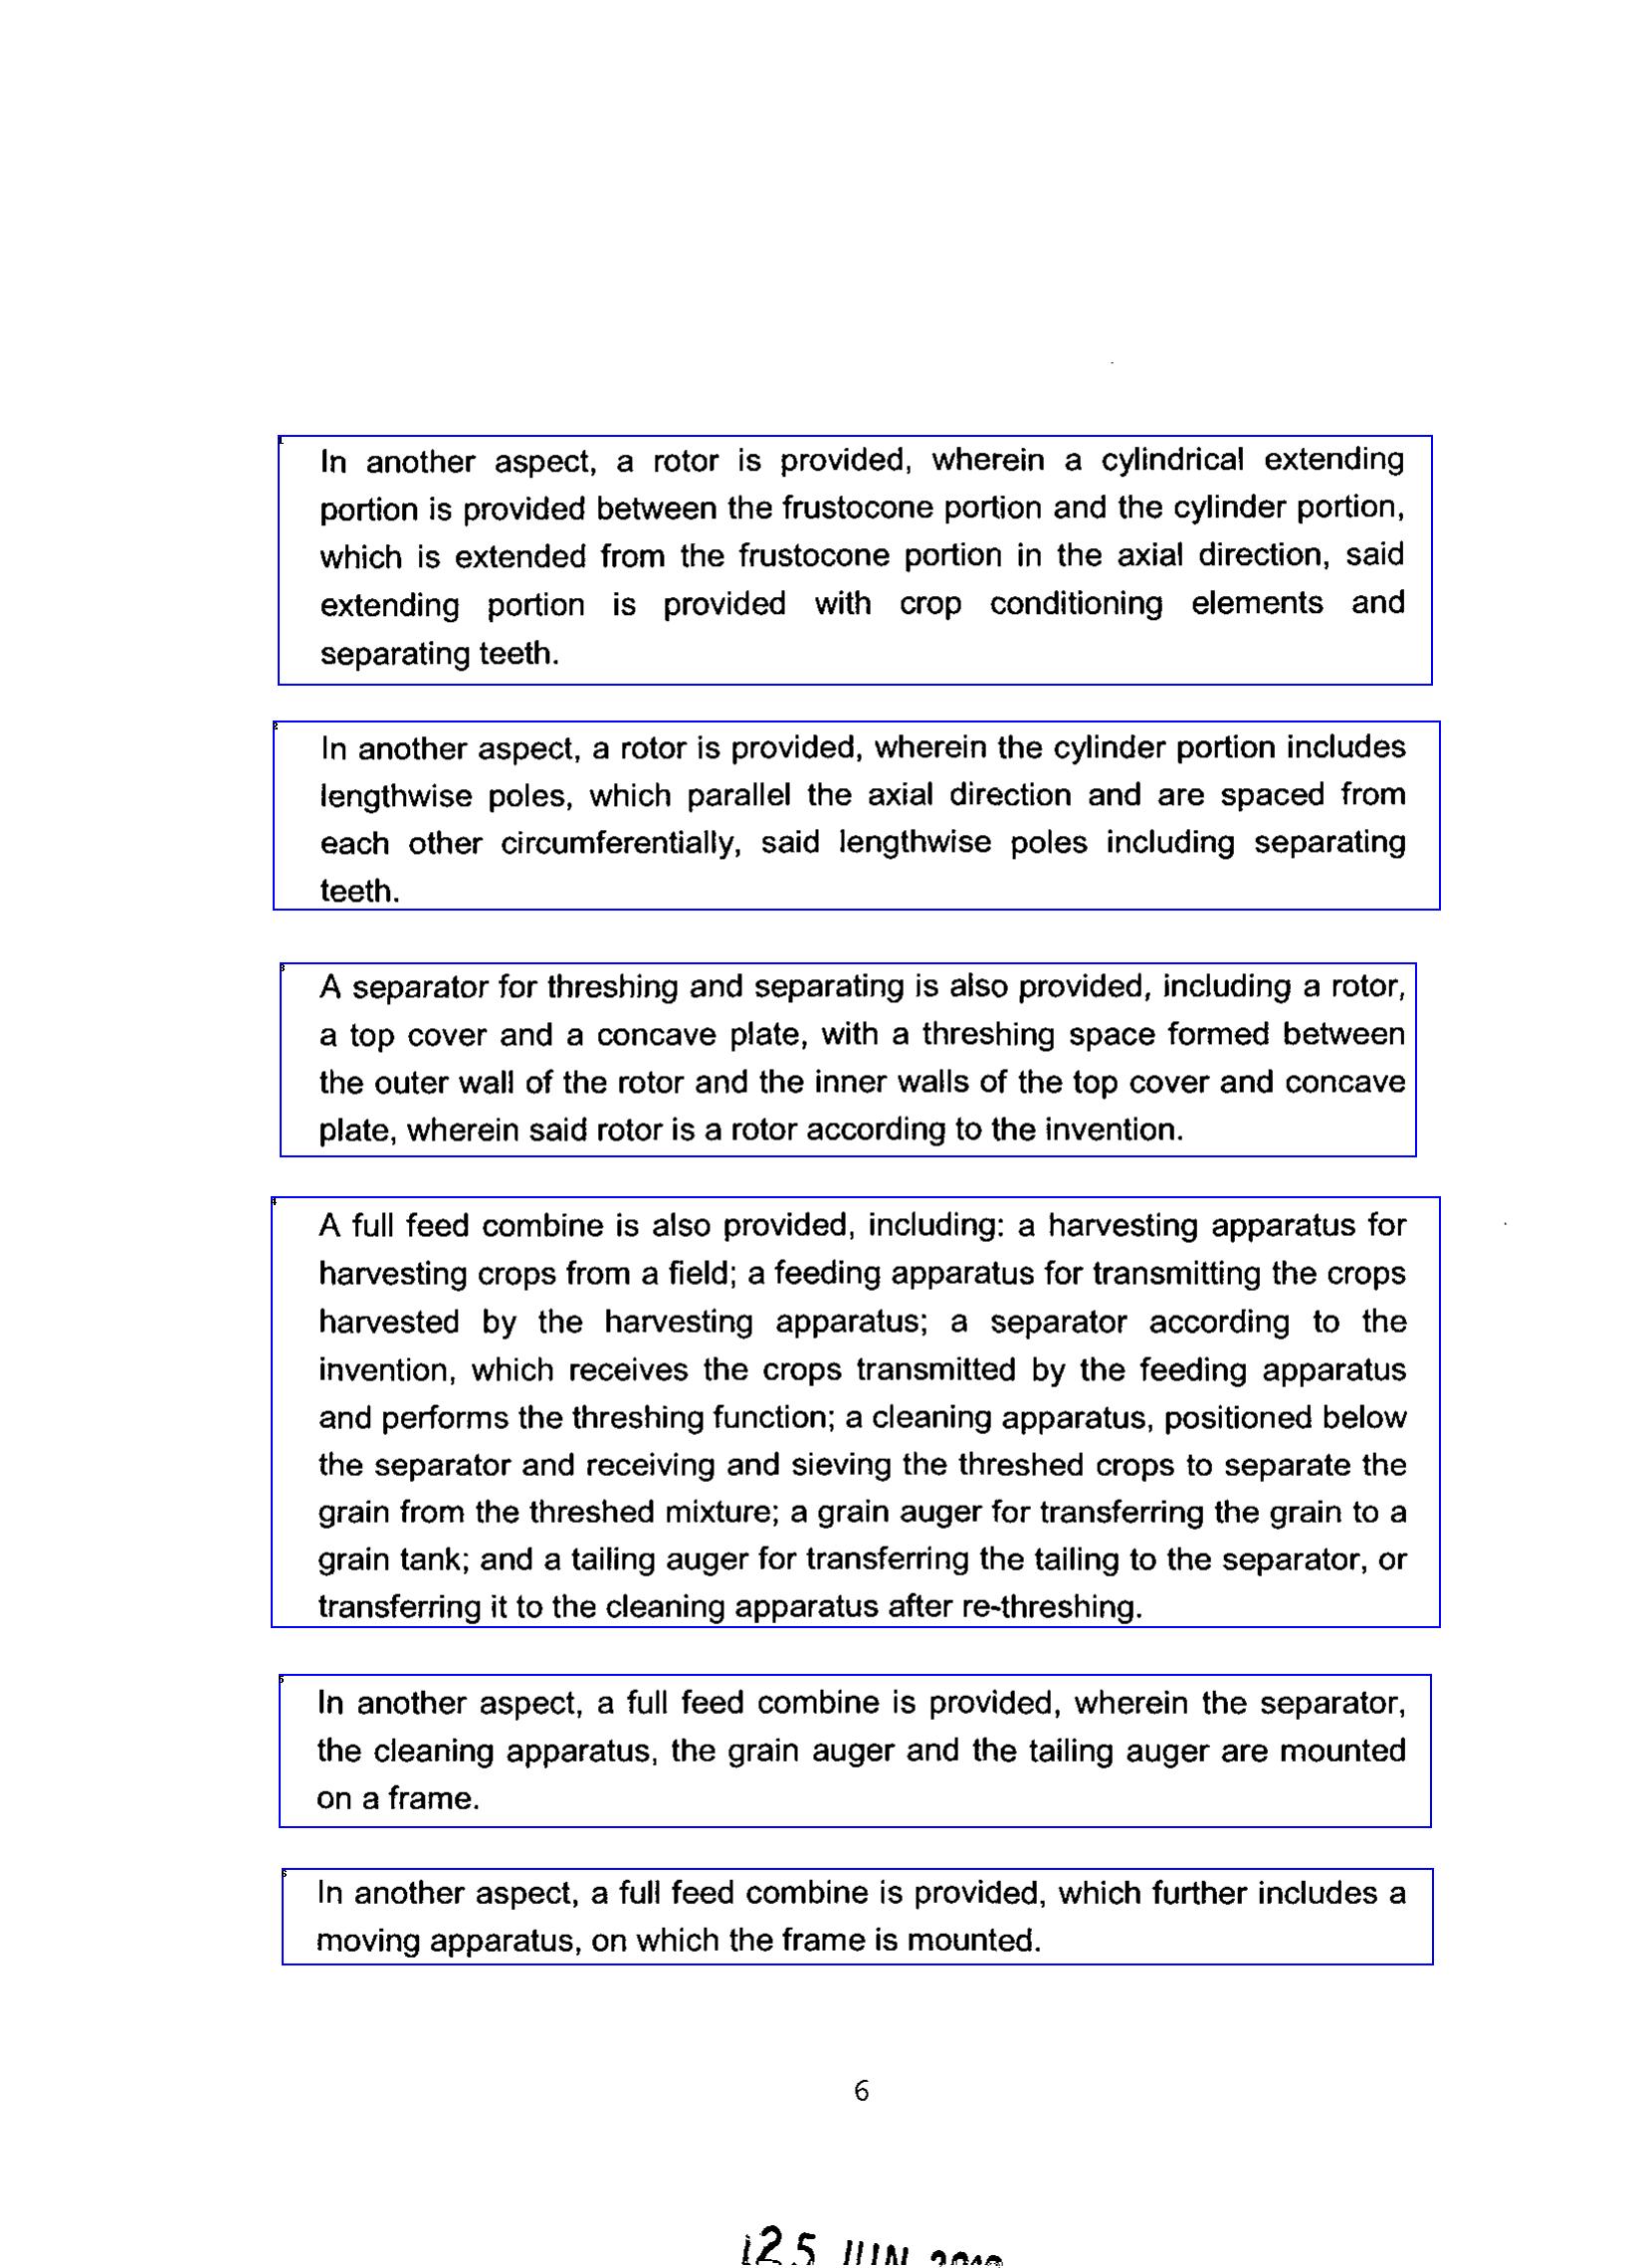 In another aspect, a rotor is provided, wherein a cylindrical extending
portion is provided between the frustocone portion and the cylinder portion,
which is extended from the frustocone portion in the axial direction, said
extending portion is provided with crop conditioning elements and
separating teeth.
In another aspect, a rotor is provided, wherein the cylinder portion includes
lengthwise poles, which parallel the axial direction and are spaced from
each other circumferentially, said lengthwise poles including separating
teeth.
A separator for threshing and separating is also provided, including a rotor,
a top cover and a concave plate, with a threshing space formed between
the outer wall of the rotor and the inner walls of the top cover and concave
plate, wherein said rotor is a rotor according to the invention.
A full feed combine is also provided, including: a harvesting apparatus for
harvesting crops from a field; a feeding apparatus for transmitting the crops
harvested by the harvesting apparatus; a separator according to the
invention, which receives the crops transmitted by the feeding apparatus
and performs the threshing function; a cleaning apparatus, positioned below
the separator and receiving and sieving the threshed crops to separate the
grain from the threshed mixture; a grain auger for transferring the grain to a
grain tank; and a tailing auger for transferring the tailing to the separator, or
transferring it to the cleaning apparatus after re-threshing.
In another aspect, a full feed combine is provided, wherein the separator,
the cleaning apparatus, the grain auger and the tailing auger are mounted
on a frame.
In another aspect, a full feed combine is provided, which further includes a
moving apparatus, on which the frame is mounted.
6
JUN